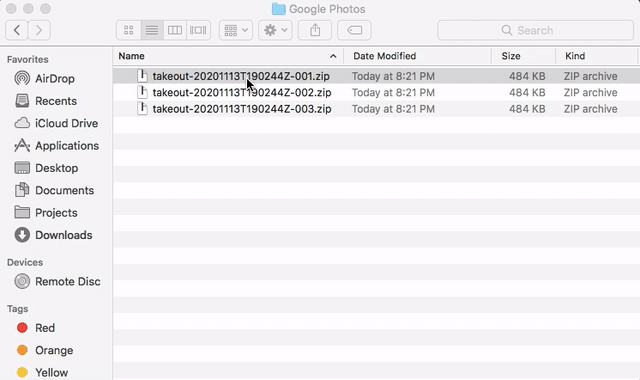 Google Photos
Search
Favorites
AirDrop
Recents
iCloud Drive
Applications
Desktop
Documents
Projects
Downloads
Devices
Remote Disc
Tags
Red
Orange
Yellow
Name Date Modified Size Kind
takeout-20201113T190244Z-001.zip Today at 8:21 PM 484 KB ZIP archive
takeout-20201113T190244Z-002.zip Today at 8:21 PM 484 KB ZIP archive
takeout-20201113T190244Z-003.zip Today at 8:21 PM 484 KB ZIP archive